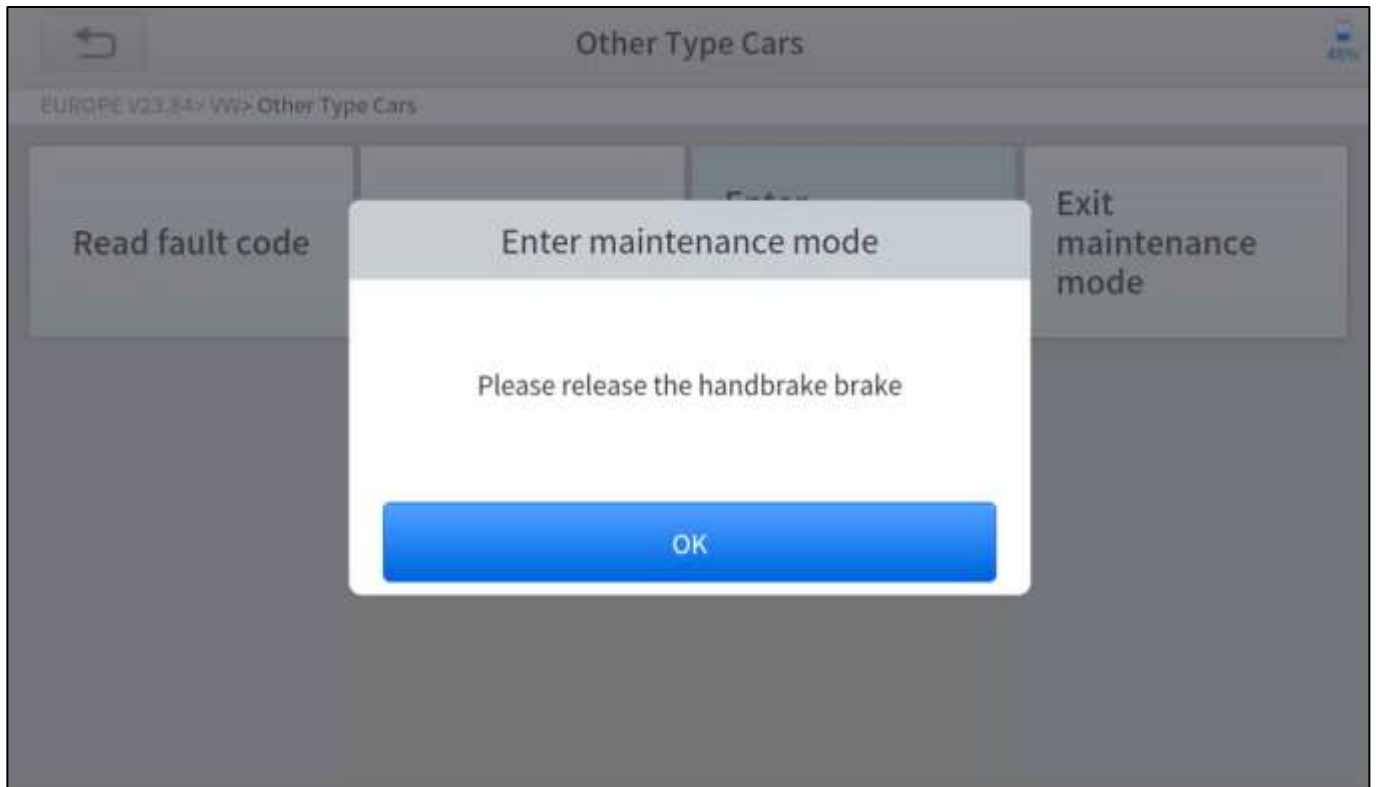 Other Type Cars
EUROPE V23.84> VW> Other Type Cars
Read fault code
Enter
Exit
maintenance
mode
Enter maintenance mode
Please release the handbrake brake
OK